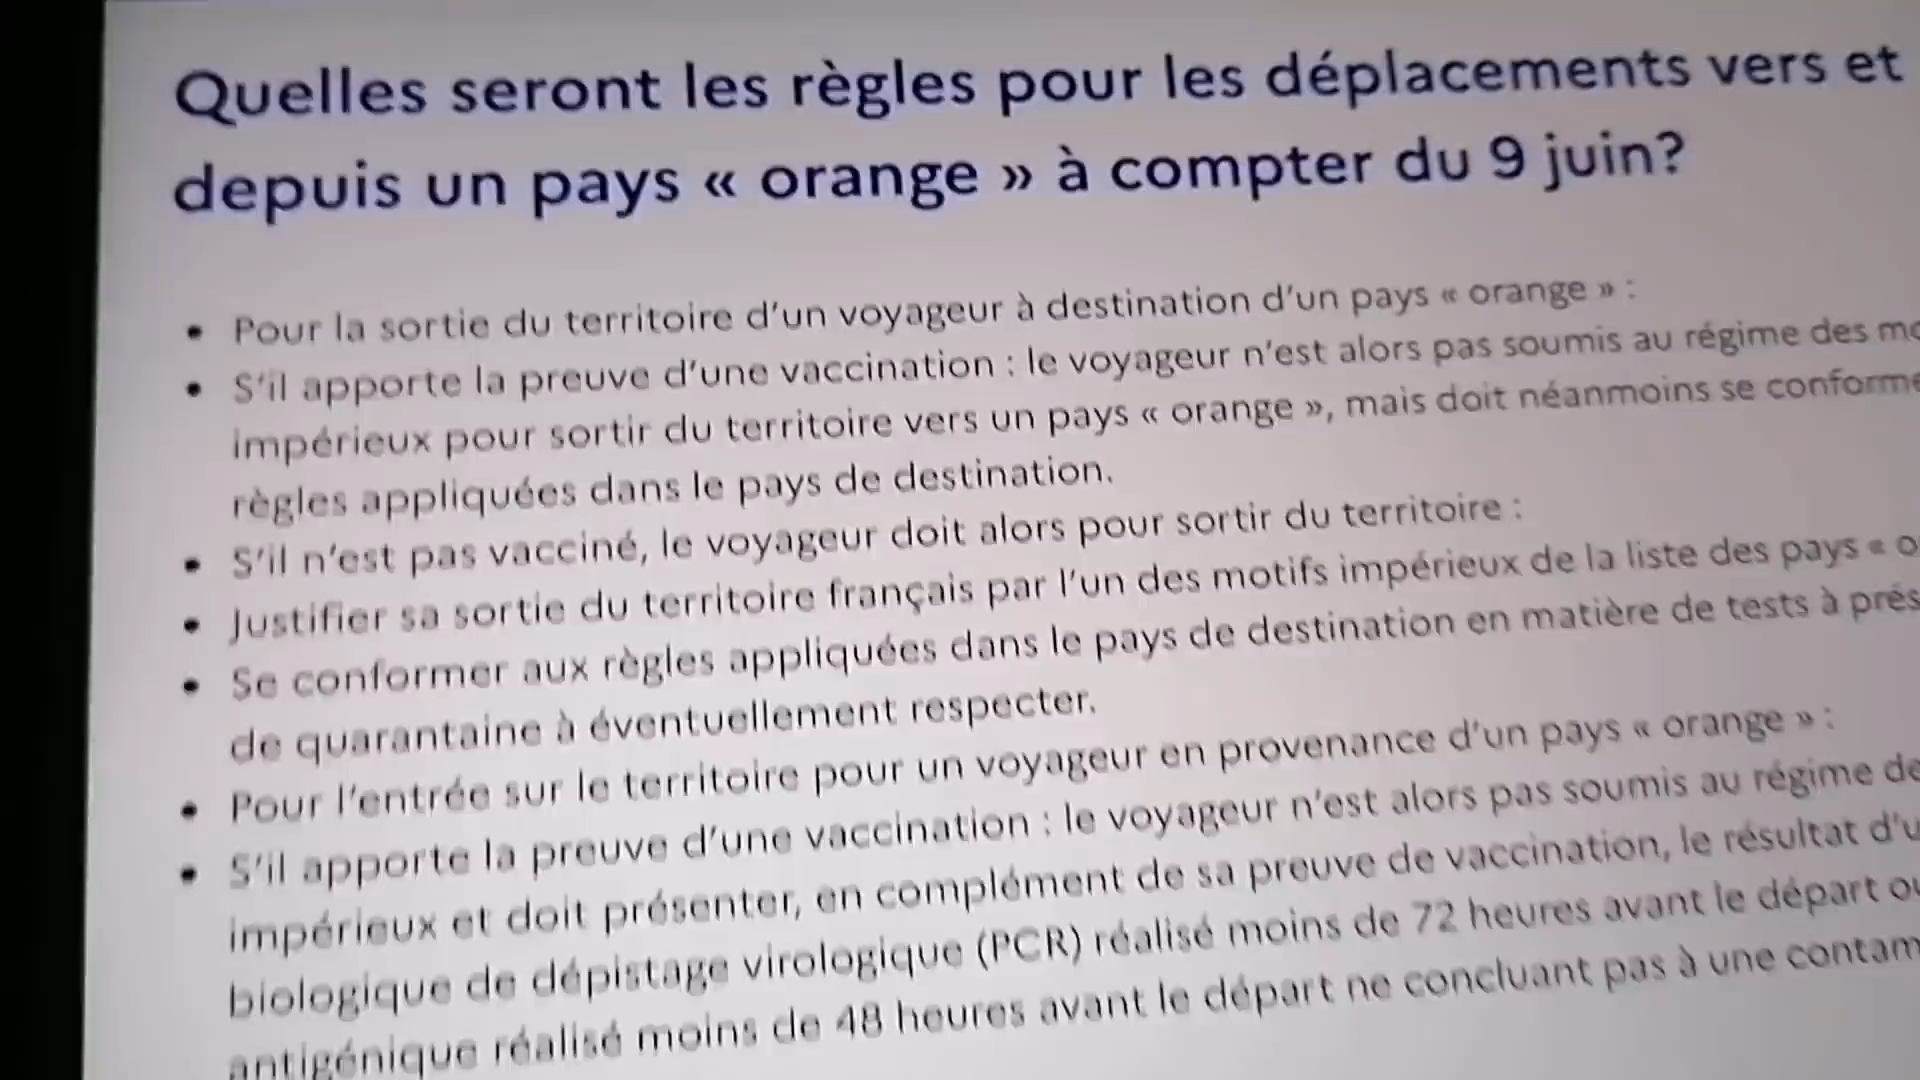 Quelles seront les règles pour les déplacements vers et
depuis un pays « orange » à compter du 9 juin?
• Pour la sortie du territoire d'un voyageur à destination d'un pays « orange » :
• S'il apporte la preuve d'une vaccination : le voyageur n'est alors pas soumis au régime des
impérieux pour sortir du territoire vers un pays « orange », mais doit néanmoins se
règles appliquées dans le pays de destination.
• S'il n'est pas vacciné, le voyageur doit alors pour sortir du territoire :
• Justifier sa sortie du territoire français par l'un des motifs impérieux de la liste des pays «
• Se conformer aux règles appliquées dans le pays de destination en matière de tests à
de quarantaine à éventuellement respecter.
• Pour l'entrée sur le territoire pour un voyageur en provenance d'un pays « orange » :
• S'il apporte la preuve d'une vaccination : le voyageur n'est alors pas soumis au régime
impérieux et doit présenter, en complément de sa preuve de vaccination, le résultat
biologique de dépistage virologique (PCR) réalisé moins de 72 heures avant le départ
antigénique réalisé moins de 48 heures avant le départ ne concluant pas à une